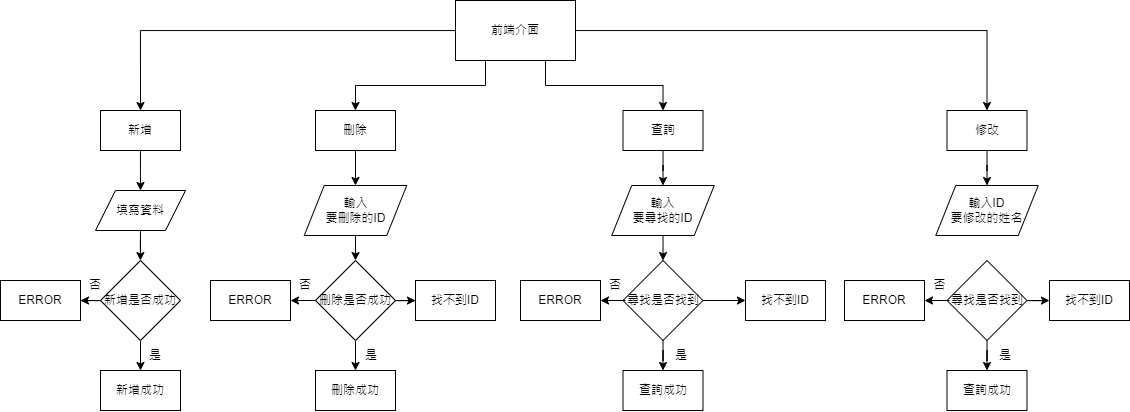 前端介面
新增
刪除
查詢
修改
填寫資料
輸入
要刪除的ID
輸入
要尋找的ID
輸入ID
要修改的姓名
ERROR
否
新增是否成功
ERROR
否
刪除是否成功
找不到ID
ERROR
否
尋找是否找到
找不到ID
ERROR
否
尋找是否找到
找不到ID
是
是
是
是
新增成功
刪除成功
查詢成功
查詢成功